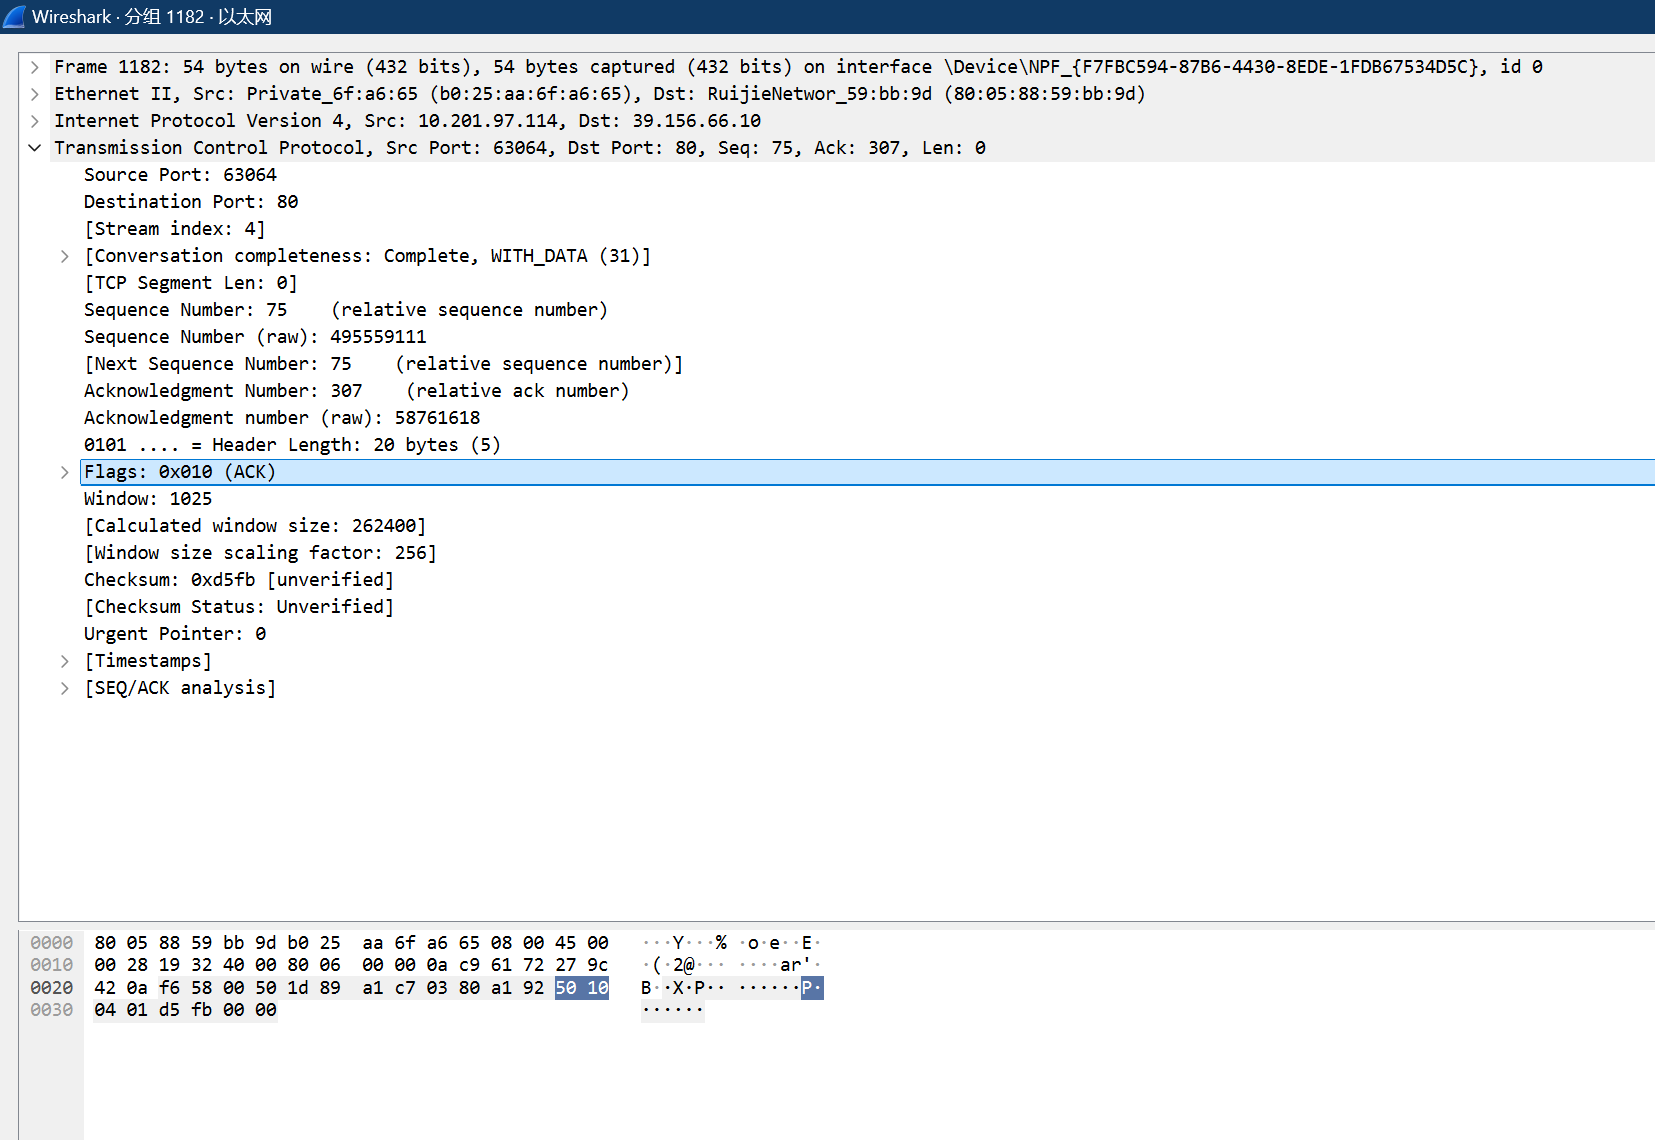 Wireshark · 分组 1182 · 以太网
Frame 1182: 54 bytes on wire (432 bits), 54 bytes captured (432 bits) on interface \Device\NPF_{F7FBC594-87B6-4430-8EDE-1FDB67534D5C}, id 0
Ethernet II, Src: Private_6f:a6:65 (b0:25:aa:6f:a6:65), Dst: RuijieNetwor_59:bb:9d (80:05:88:59:bb:9d)
Internet Protocol Version 4, Src: 10.201.97.114, Dst: 39.156.66.10
Transmission Control Protocol, Src Port: 63064, Dst Port: 80, Seq: 75, Ack: 307, Len: 0
Source Port: 63064
Destination Port: 80
[Stream index: 4]
[Conversation completeness: Complete, WITH_DATA (31)]
[TCP Segment Len: 0]
Sequence Number: 75    (relative sequence number)
Sequence Number (raw): 495559111
[Next Sequence Number: 75    (relative sequence number)]
Acknowledgment Number: 307    (relative ack number)
Acknowledgment number (raw): 58761618
0101 .... = Header Length: 20 bytes (5)
Flags: 0x010 (ACK)
Window: 1025
[Calculated window size: 262400]
[Window size scaling factor: 256]
Checksum: 0xd5fb [unverified]
[Checksum Status: Unverified]
Urgent Pointer: 0
[Timestamps]
[SEQ/ACK analysis]
0000 80 05 88 59 bb 9d b0 25 aa 6f a6 65 08 00 45 00 ···Y···% ·o·e··E·
0010 00 28 19 32 40 00 80 06 00 00 0a c9 61 72 27 9c ·(·2@··· ····ar'·
0020 42 0a f6 58 00 50 1d 89 a1 c7 03 80 a1 92 50 10 B··X·P·· ······P·
0030 04 01 d5 fb 00 00 ······